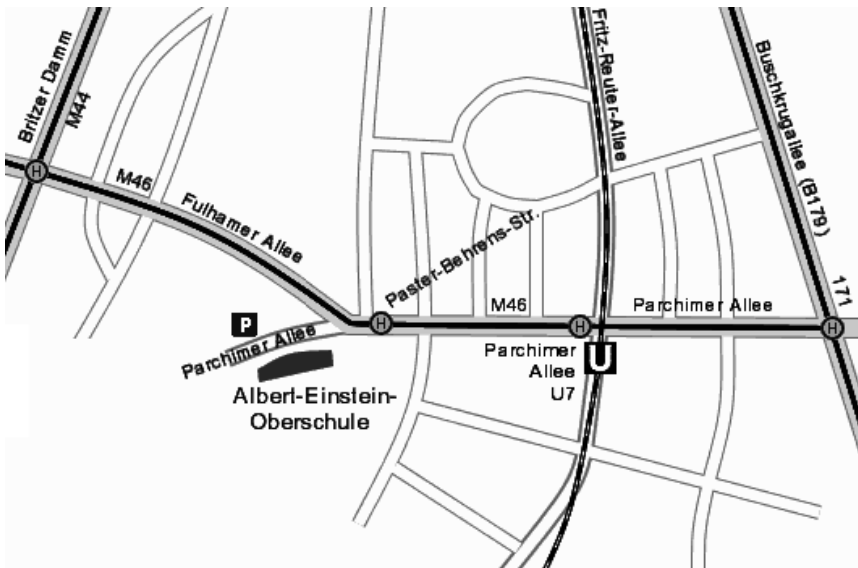 Britzer Damm
M44
H
M46
Fulhamer Allee
Fritz-Reuter-Allee
Buschkrugallee (B179)
171
Paster-Behrens-Str.
H
M46
Parchimer Allee
H
H
P
Parchimer Allee
Parchimer
Allee
U7
U
Albert-Einstein-
Oberschule